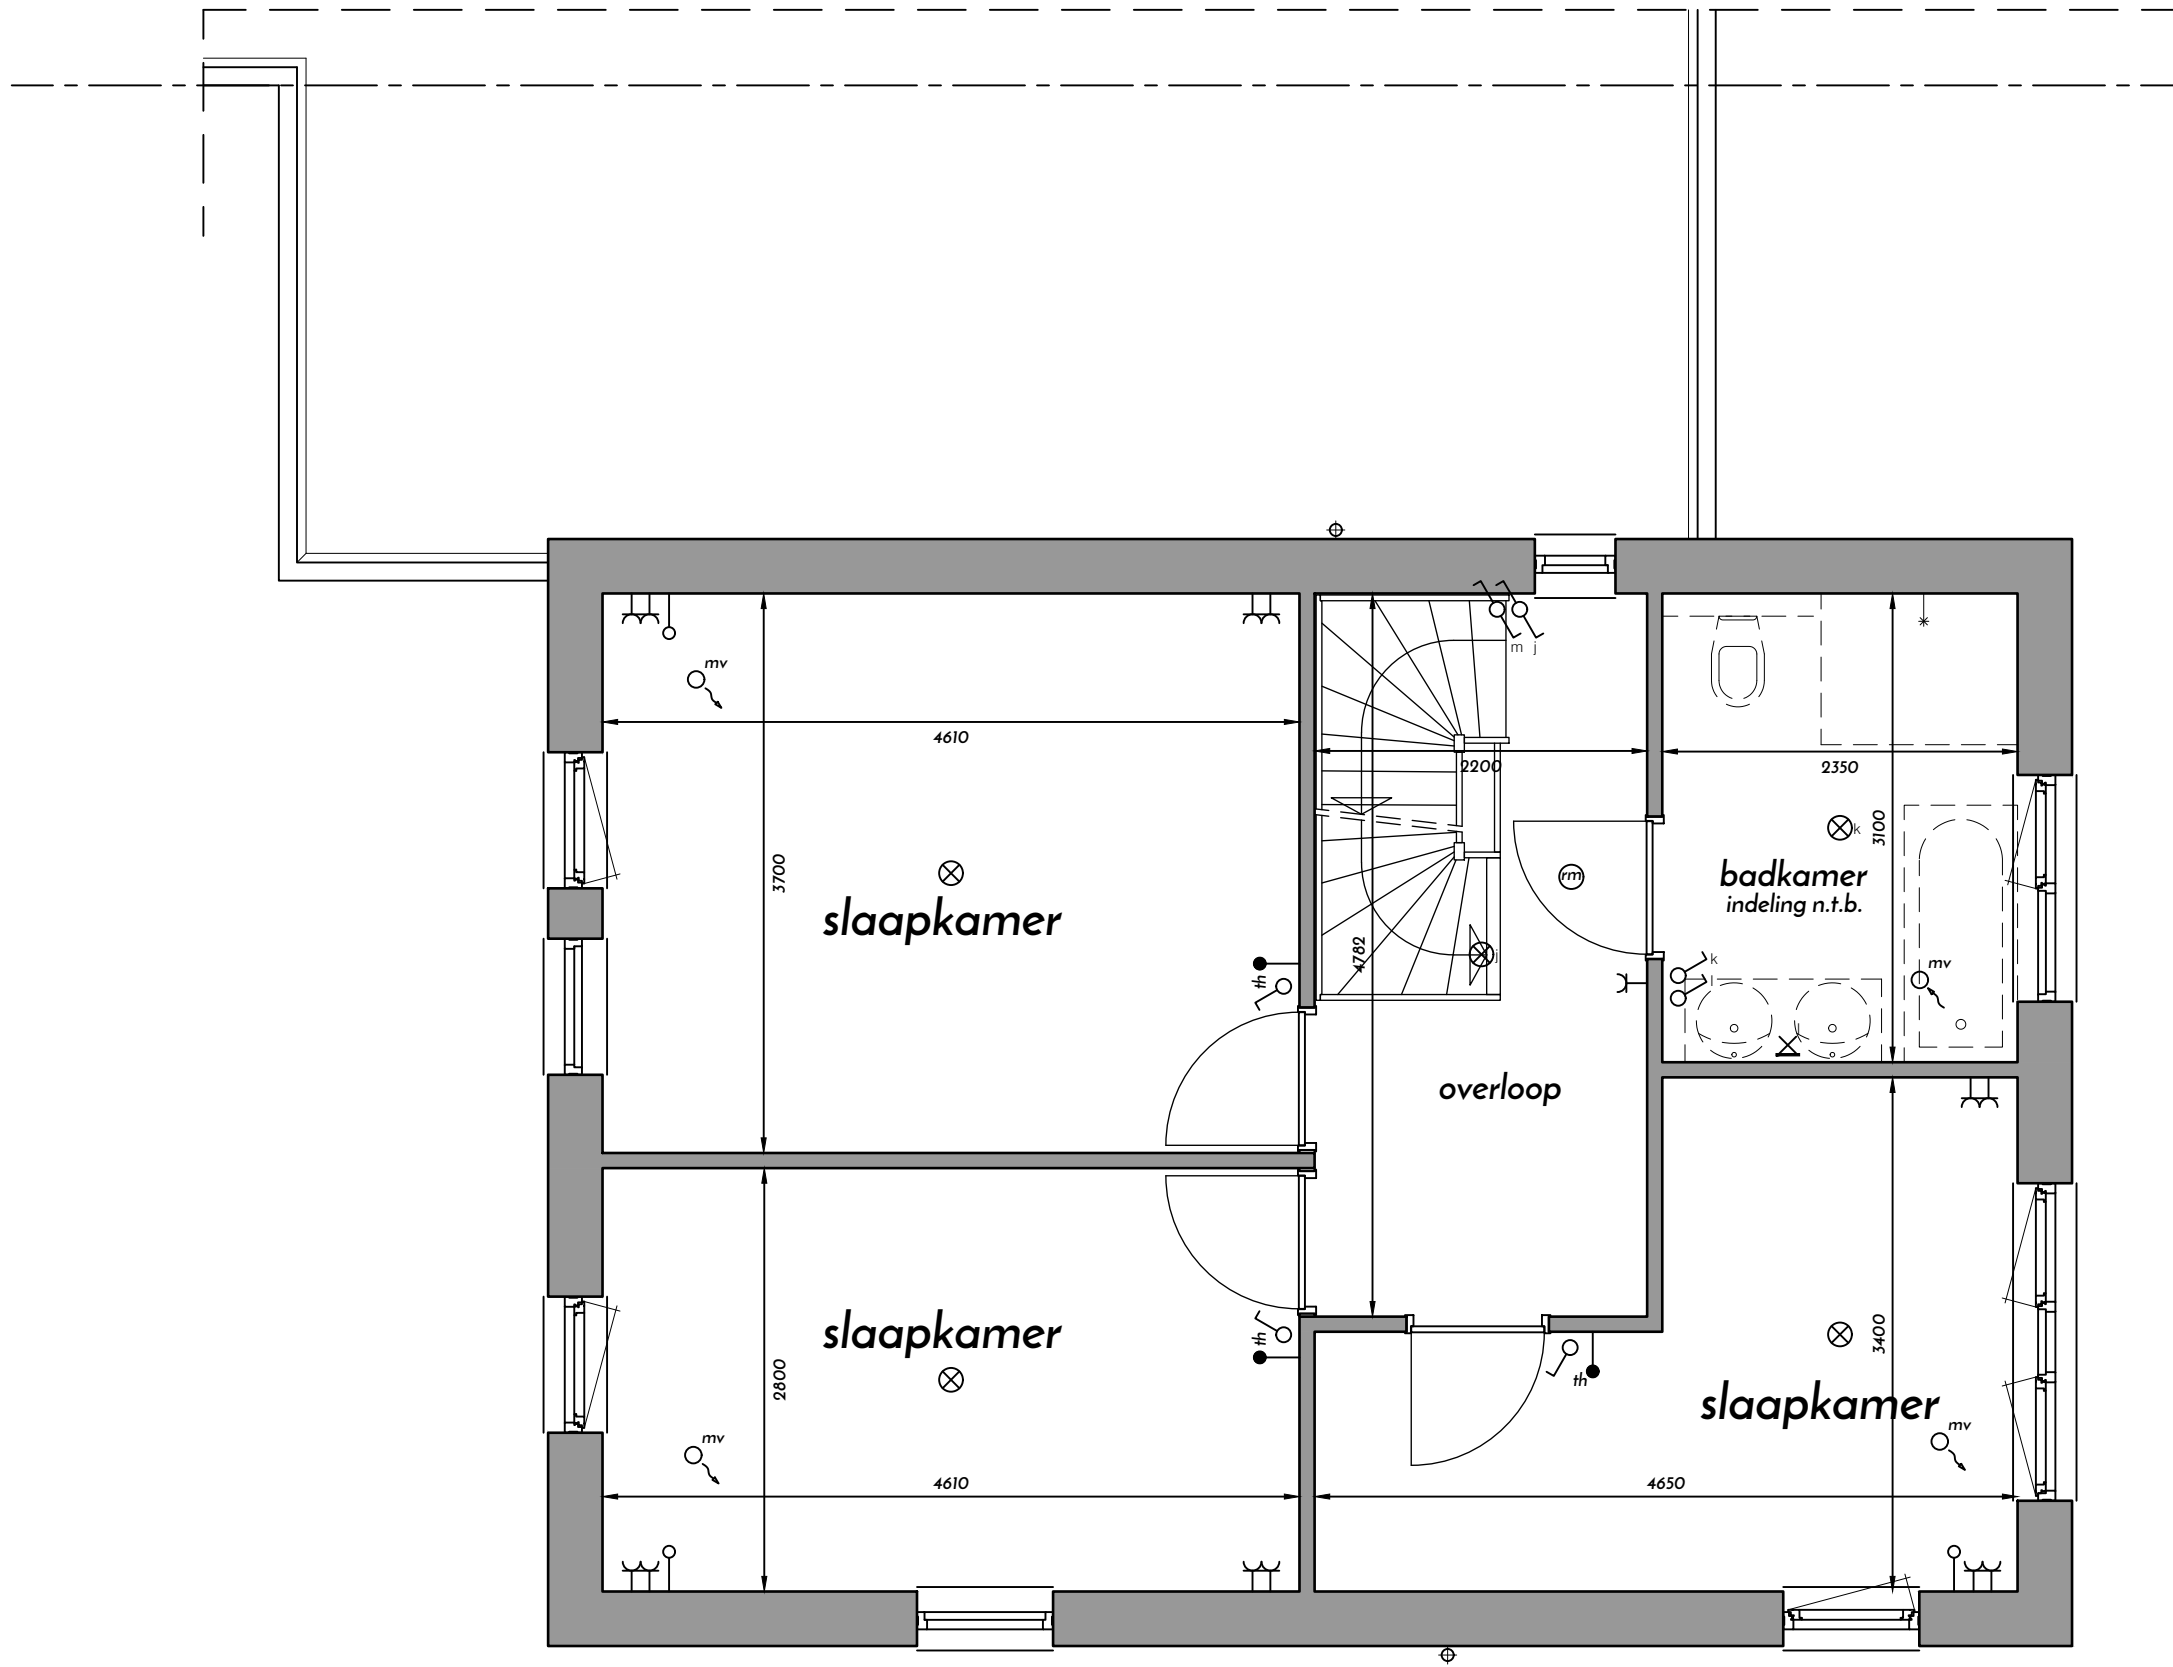 m j
mv
4610
2200
2350
3700
3100
k
rm
badkamer
indeling n.t.b.
slaapkamer
4782
j
k
l
mv
th
overloop
slaapkamer
th
2800
3400
th
slaapkamer
mv
mv
4610
4650